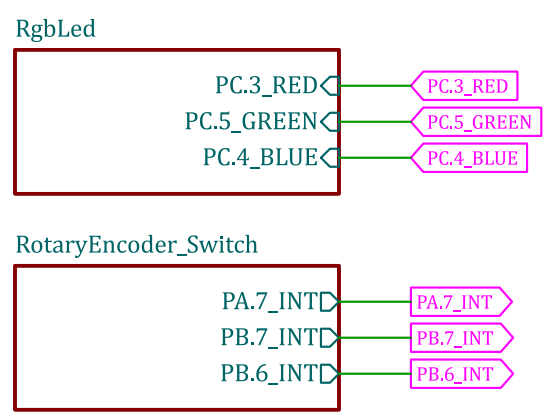 RgbLed
PC.3_RED PC.3_RED
PC.5_GREEN PC.5_GREEN
PC.4_BLUE PC.4_BLUE
RotaryEncoder_Switch
PA.7_INT PA.7_INT
PB.7_INT PB.7_INT
PB.6_INT PB.6_INT